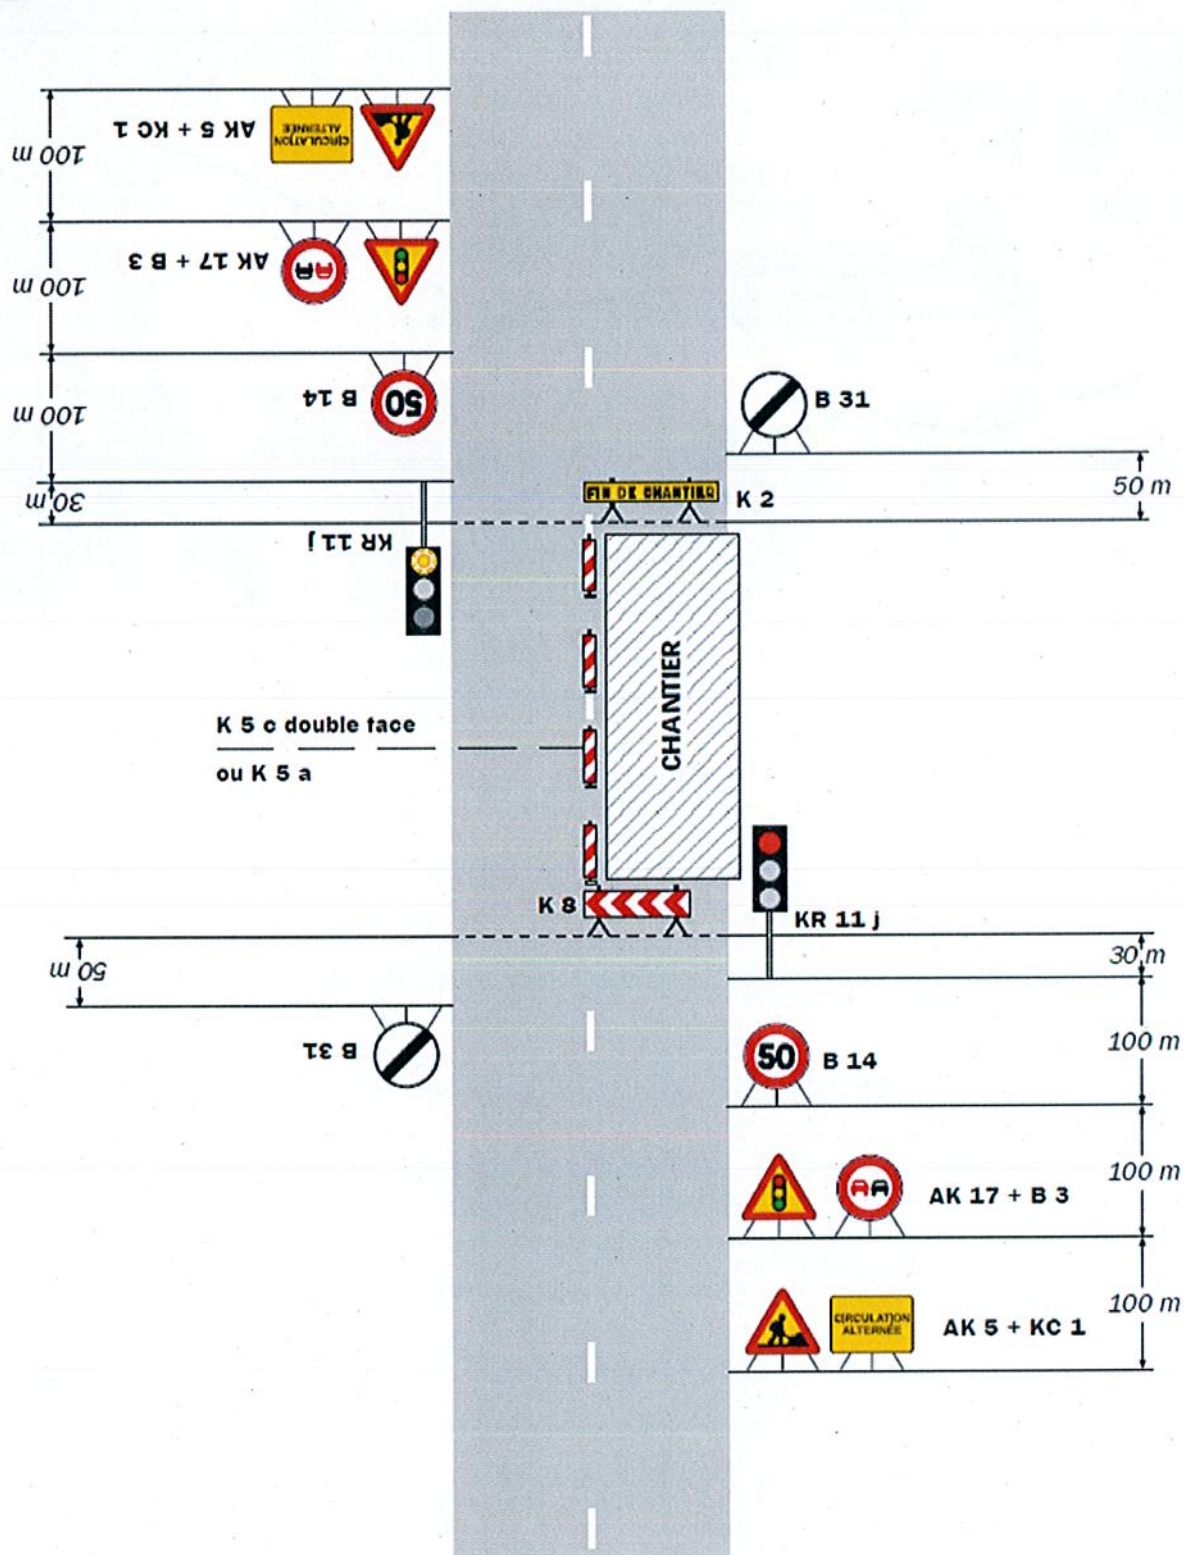 CIRCULATION
ALTERNÉE
AK 5 + KC 1
100 m
AK 17 + B 3
100 m
50
B 14
100 m
30 m
KR 11 j
B 31
50 m
FIN DE CHANTIER
K 2
CHANTIER
K 5 c double face
ou K 5 a
K 8
KR 11 j
30 m
50 m
B 31
50
B 14
100 m
AK 17 + B 3
100 m
CIRCULATION
ALTERNÉE
AK 5 + KC 1
100 m